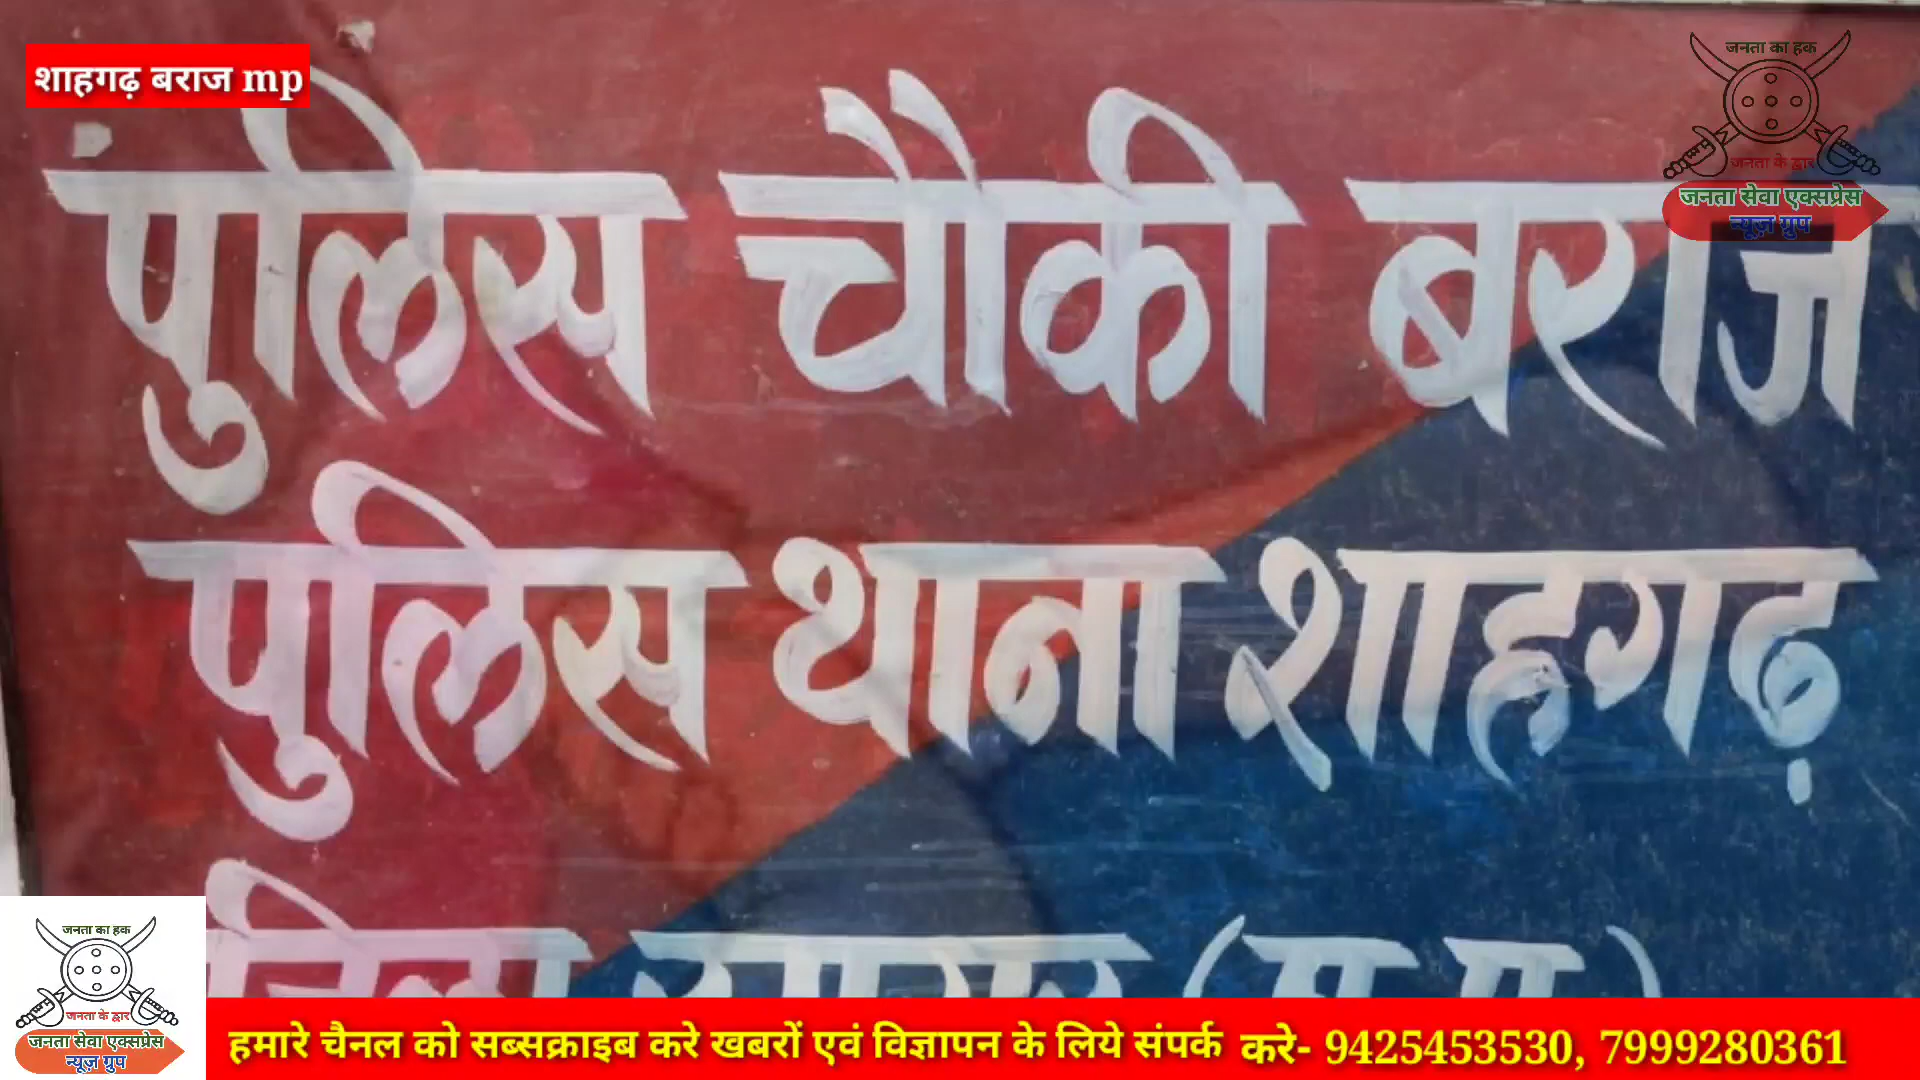 शाहगढ़ बराज mp
जनता का हक
जनता के द्वार
जनता सेवा एक्सप्रेस
न्यूज़ ग्रुप
पुलिस चौकी बराज
पुलिस थाना शाहगढ़
जिला सागर (म.प्र.)
जनता का हक
जनता के द्वार
जनता सेवा एक्सप्रेस
न्यूज़ ग्रुप
हमारे चैनल को सब्सक्राइब करे खबरों एवं विज्ञापन के लिये संपर्क करे- 9425453530, 7999280361